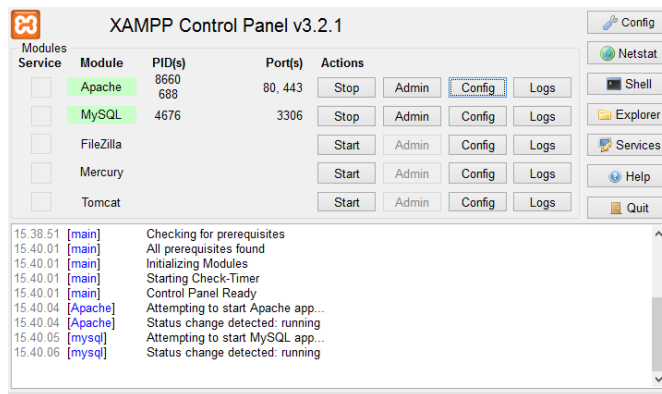 XAMPP Control Panel v3.2.1
Config
Modules
Netstat
Service Module PID(s) Port(s) Actions
Apache 8660 688 80, 443 Stop Admin Config Logs
Shell
MySQL 4676 3306 Stop Admin Config Logs
Explorer
FileZilla Start Admin Config Logs
Services
Mercury Start Admin Config Logs
Help
Tomcat Start Admin Config Logs
Quit
15.38.51 [main] Checking for prerequisites
15.40.01 [main] All prerequisites found
15.40.01 [main] Initializing Modules
15.40.01 [main] Starting Check-Timer
15.40.01 [main] Control Panel Ready
15.40.04 [Apache] Attempting to start Apache app...
15.40.04 [Apache] Status change detected: running
15.40.05 [mysql] Attempting to start MySQL app...
15.40.06 [mysql] Status change detected: running